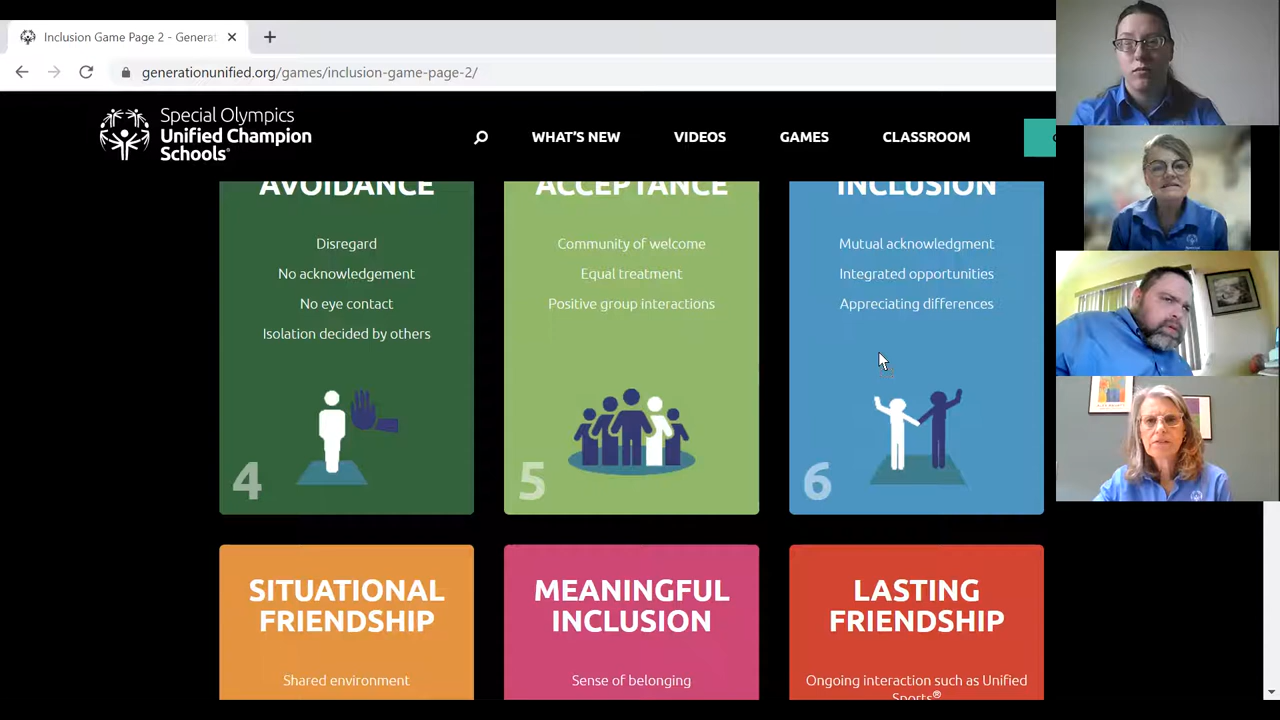 Inclusion Game Page 2 - Genera
generationunified.org/games/inclusion-game-page-2/
Special Olympics
Unified Champion
Schools®
WHAT'S NEW
VIDEOS
GAMES
CLASSROOM
AVOIDANCE
Disregard
No acknowledgement
No eye contact
Isolation decided by others
4
ACCEPTANCE
Community of welcome
Equal treatment
Positive group interactions
5
INCLUSION
Mutual acknowledgment
Integrated opportunities
Appreciating differences
6
SITUATIONAL
FRIENDSHIP
Shared environment
MEANINGFUL
INCLUSION
Sense of belonging
LASTING
FRIENDSHIP
Ongoing interaction such as Unified
Sports®